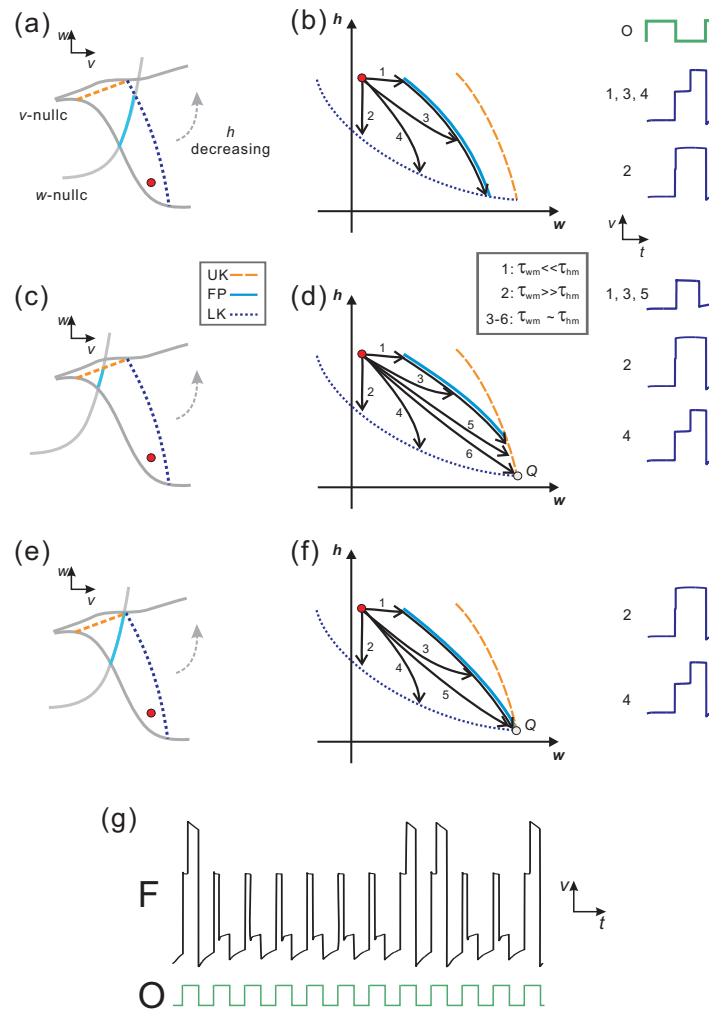 (a)
w
v
v-nullc
w-nullc
h
decreasing
(b)
h
1
2
3
4
w
O
1, 3, 4
2
v
t
UK
FP
LK
1: τwm<<τhm
2: τwm>>τhm
3-6: τwm ~ τhm
(c)
w
v
(d)
h
1
2
3
4
5
6
Q
w
1, 3, 5
2
4
(e)
w
v
(f)
h
1
2
3
4
5
Q
w
2
4
(g)
F
O
v
t